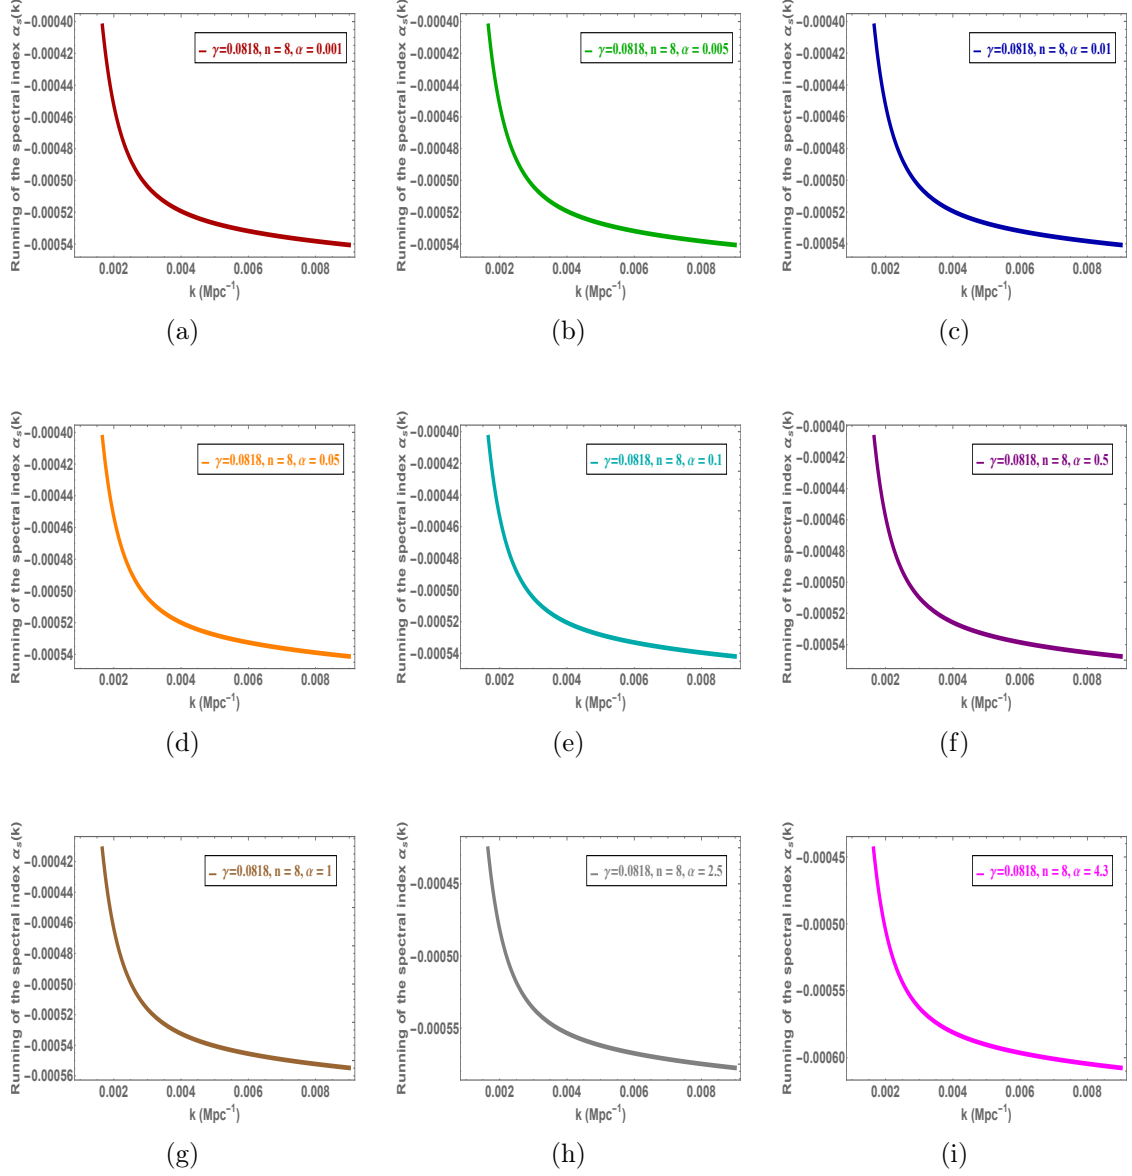 Running of the spectral index αs(k)
−0.00040
−0.00042
−0.00044
−0.00046
−0.00048
−0.00050
−0.00052
−0.00054
γ=0.0818, n = 8, α = 0.001
0.002 0.004 0.006 0.008
k (Mpc⁻¹)
(a)
Running of the spectral index αs(k)
−0.00040
−0.00042
−0.00044
−0.00046
−0.00048
−0.00050
−0.00052
−0.00054
γ=0.0818, n = 8, α = 0.005
0.002 0.004 0.006 0.008
k (Mpc⁻¹)
(b)
Running of the spectral index αs(k)
−0.00040
−0.00042
−0.00044
−0.00046
−0.00048
−0.00050
−0.00052
−0.00054
γ=0.0818, n = 8, α = 0.01
0.002 0.004 0.006 0.008
k (Mpc⁻¹)
(c)
Running of the spectral index αs(k)
−0.00040
−0.00042
−0.00044
−0.00046
−0.00048
−0.00050
−0.00052
−0.00054
γ=0.0818, n = 8, α = 0.05
0.002 0.004 0.006 0.008
k (Mpc⁻¹)
(d)
Running of the spectral index αs(k)
−0.00040
−0.00042
−0.00044
−0.00046
−0.00048
−0.00050
−0.00052
−0.00054
γ=0.0818, n = 8, α = 0.1
0.002 0.004 0.006 0.008
k (Mpc⁻¹)
(e)
Running of the spectral index αs(k)
−0.00040
−0.00042
−0.00044
−0.00046
−0.00048
−0.00050
−0.00052
−0.00054
γ=0.0818, n = 8, α = 0.5
0.002 0.004 0.006 0.008
k (Mpc⁻¹)
(f)
Running of the spectral index αs(k)
−0.00042
−0.00044
−0.00046
−0.00048
−0.00050
−0.00052
−0.00054
−0.00056
γ=0.0818, n = 8, α = 1
0.002 0.004 0.006 0.008
k (Mpc⁻¹)
(g)
Running of the spectral index αs(k)
−0.00045
−0.00050
−0.00055
γ=0.0818, n = 8, α = 2.5
0.002 0.004 0.006 0.008
k (Mpc⁻¹)
(h)
Running of the spectral index αs(k)
−0.00045
−0.00050
−0.00055
−0.00060
γ=0.0818, n = 8, α = 4.3
0.002 0.004 0.006 0.008
k (Mpc⁻¹)
(i)